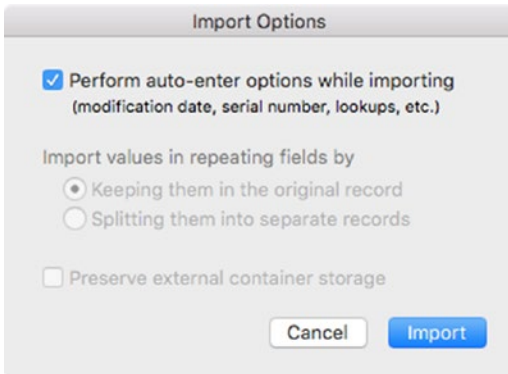 Import Options
Perform auto-enter options while importing
(modification date, serial number, lookups, etc.)
Import values in repeating fields by
Keeping them in the original record
Splitting them into separate records
Preserve external container storage
Cancel Import